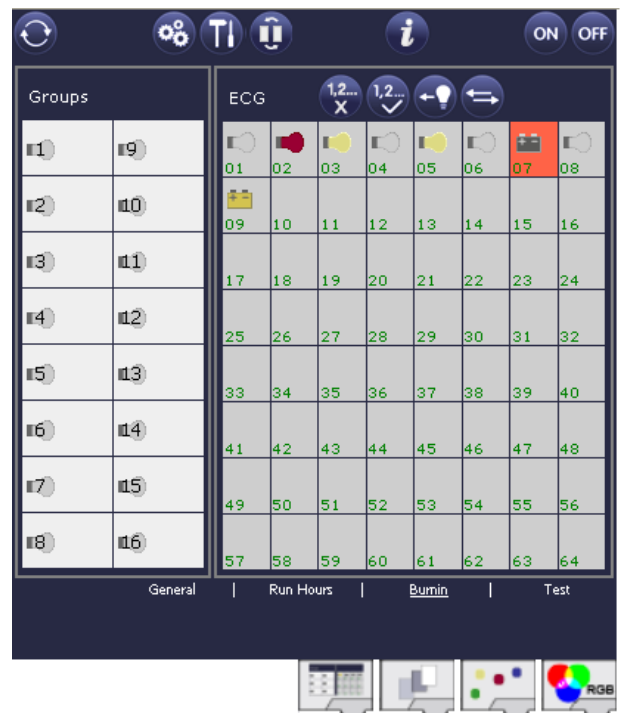 i ON OFF
Groups ECG 1,2... X 1,2...
1 9 01 02 03 04 05 06 07 08
2 10 09 10 11 12 13 14 15 16
3 11 17 18 19 20 21 22 23 24
4 12 25 26 27 28 29 30 31 32
5 13 33 34 35 36 37 38 39 40
6 14 41 42 43 44 45 46 47 48
7 15 49 50 51 52 53 54 55 56
8 16 57 58 59 60 61 62 63 64
General | Run Hours | Burnin | Test
RGB